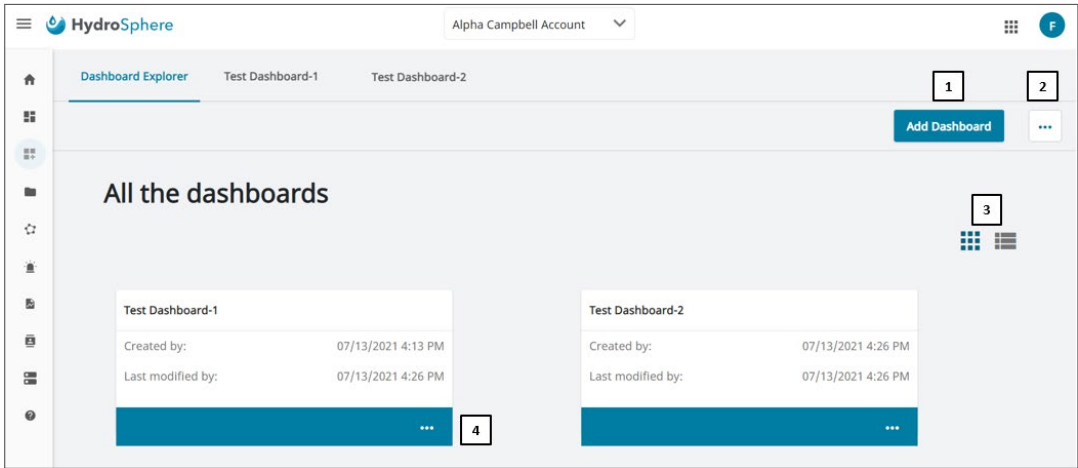 HydroSphere
Alpha Campbell Account
F
Dashboard Explorer
Test Dashboard-1
Test Dashboard-2
1
2
Add Dashboard
...
All the dashboards
3
Test Dashboard-1
Created by: 07/13/2021 4:13 PM
Last modified by: 07/13/2021 4:26 PM
...
4
Test Dashboard-2
Created by: 07/13/2021 4:26 PM
Last modified by: 07/13/2021 4:26 PM
...